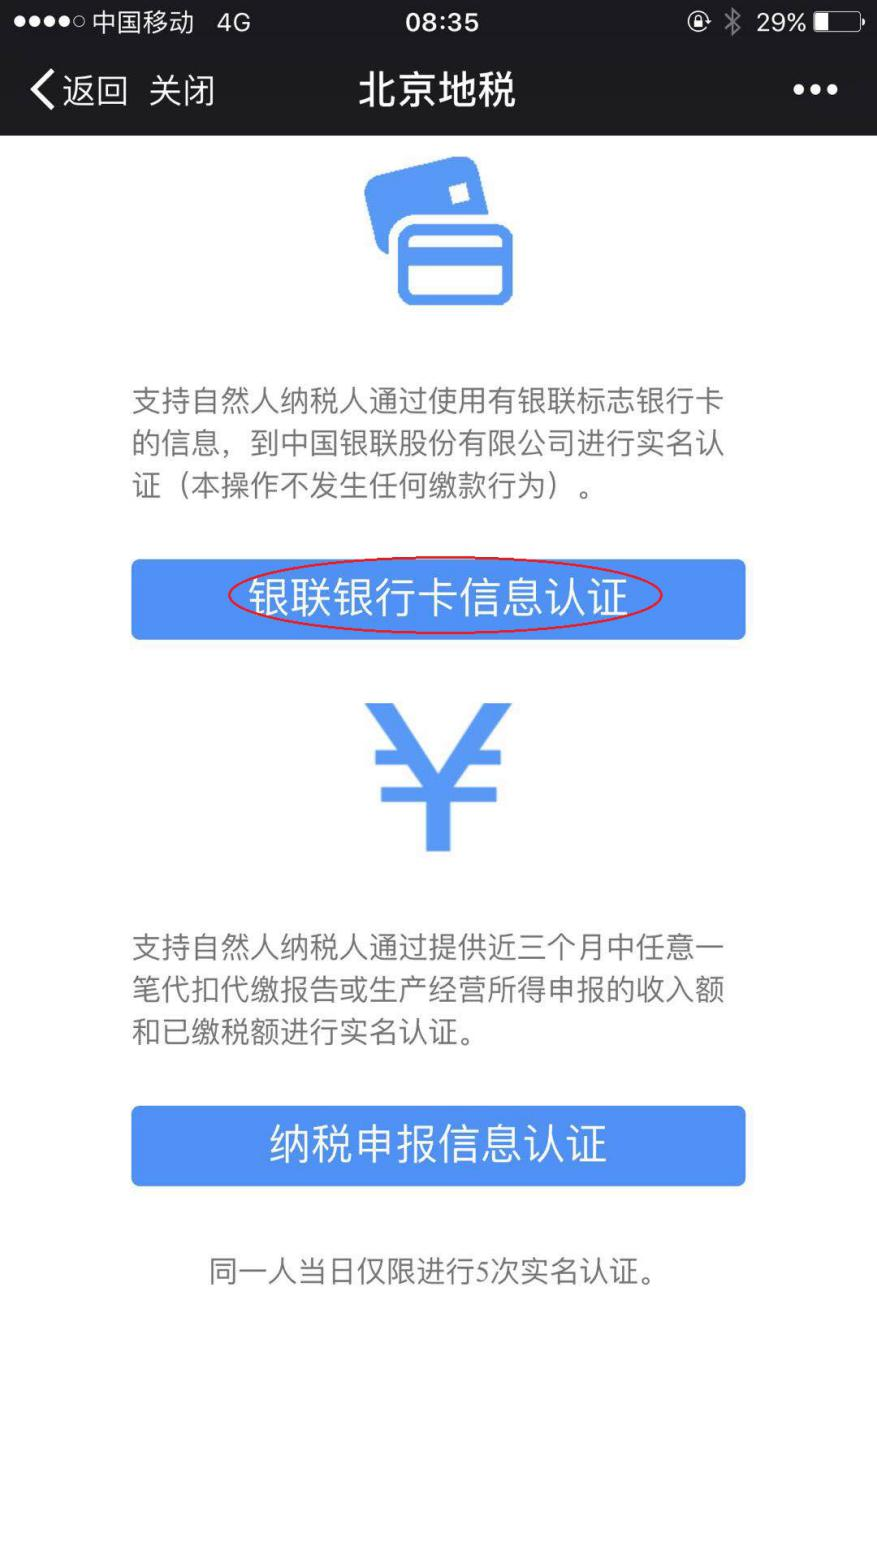 中国移动 4G 08:35 29%
返回 关闭 北京地税
支持自然人纳税人通过使用有银联标志银行卡
的信息，到中国银联股份有限公司进行实名认
证（本操作不发生任何缴款行为）。
银联银行卡信息认证
¥
支持自然人纳税人通过提供近三个月中任意一
笔代扣代缴报告或生产经营所得申报的收入额
和已缴税额进行实名认证。
纳税申报信息认证
同一人当日仅限进行5次实名认证。